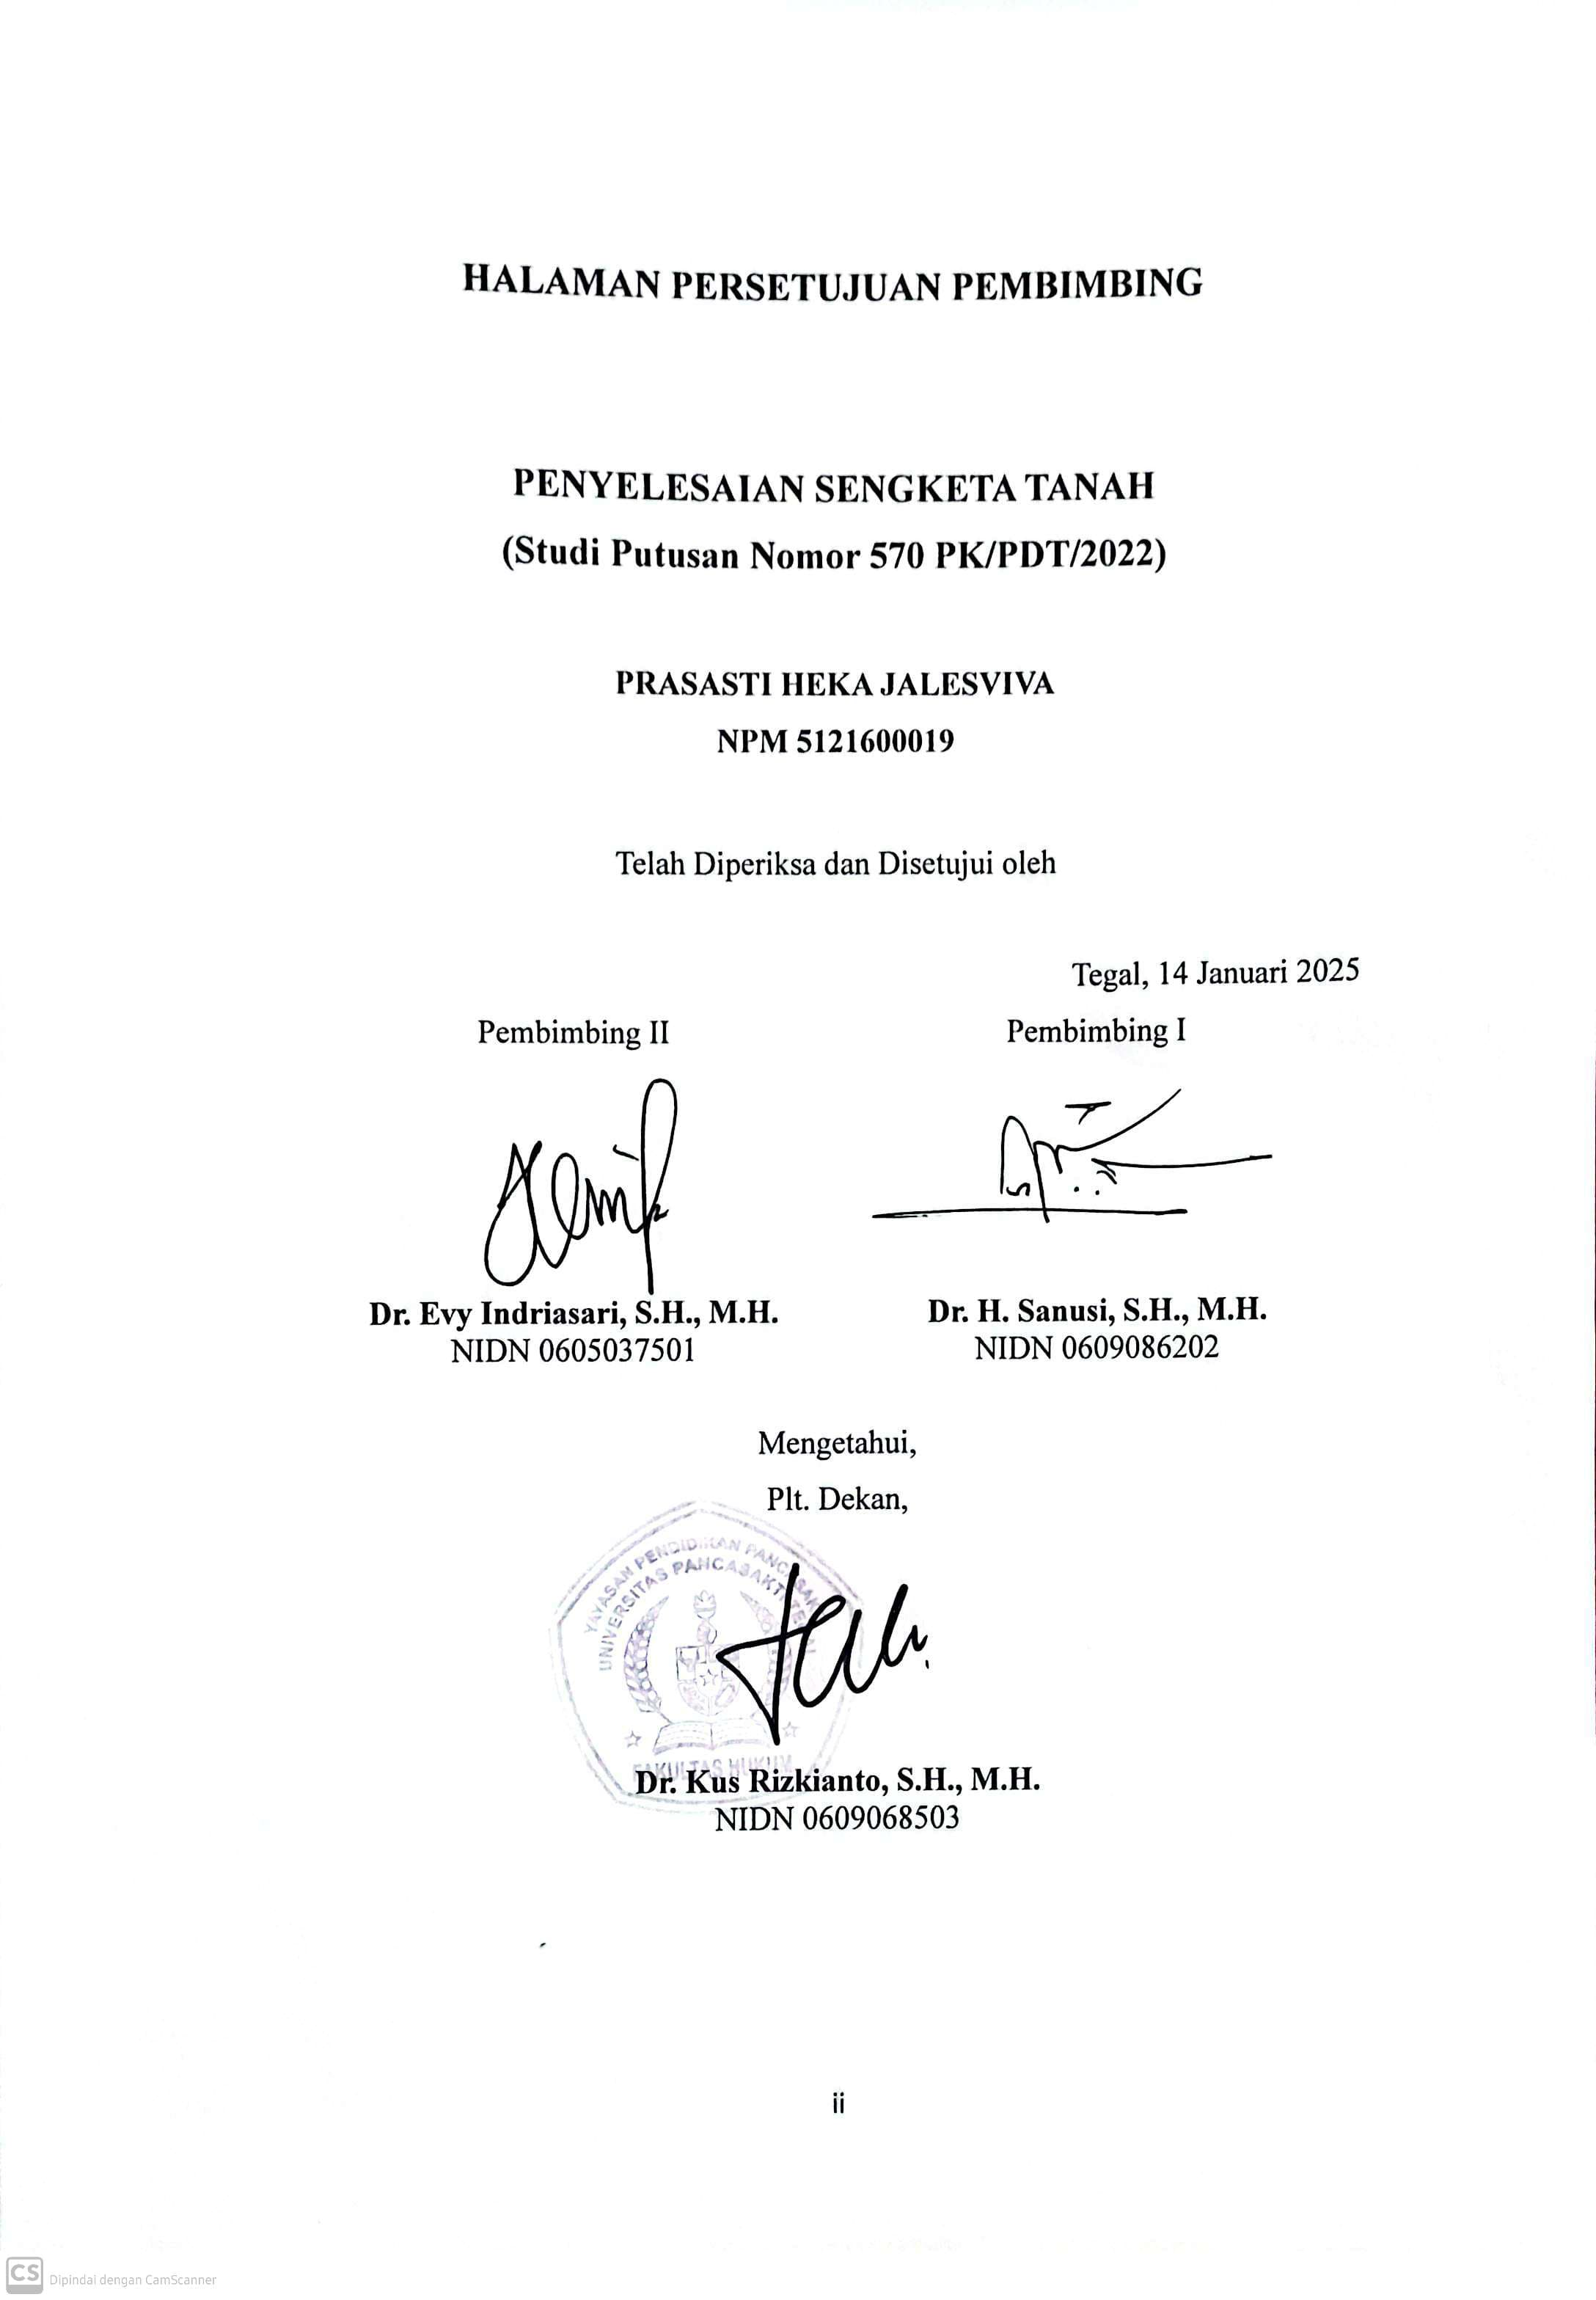 HALAMAN PERSETUJUAN PEMBIMBING
PENYELESAIAN SENGKETA TANAH
(Studi Putusan Nomor 570 PK/PDT/2022)
PRASASTI HEKA JALESVIVA
NPM 5121600019
Telah Diperiksa dan Disetujui oleh
Tegal, 14 Januari 2025
Pembimbing II
Pembimbing I
Dr. Evy Indriasari, S.H., M.H.
NIDN 0605037501
Dr. H. Sanusi, S.H., M.H.
NIDN 0609086202
Mengetahui,
Plt. Dekan,
YAYASAN PENDIDIKAN
UNIVERSITAS PANCASAKTI
FAKULTAS HUKUM
Dr. Kus Rizkianto, S.H., M.H.
NIDN 0609068503
ii
CS Dipindai dengan CamScanner